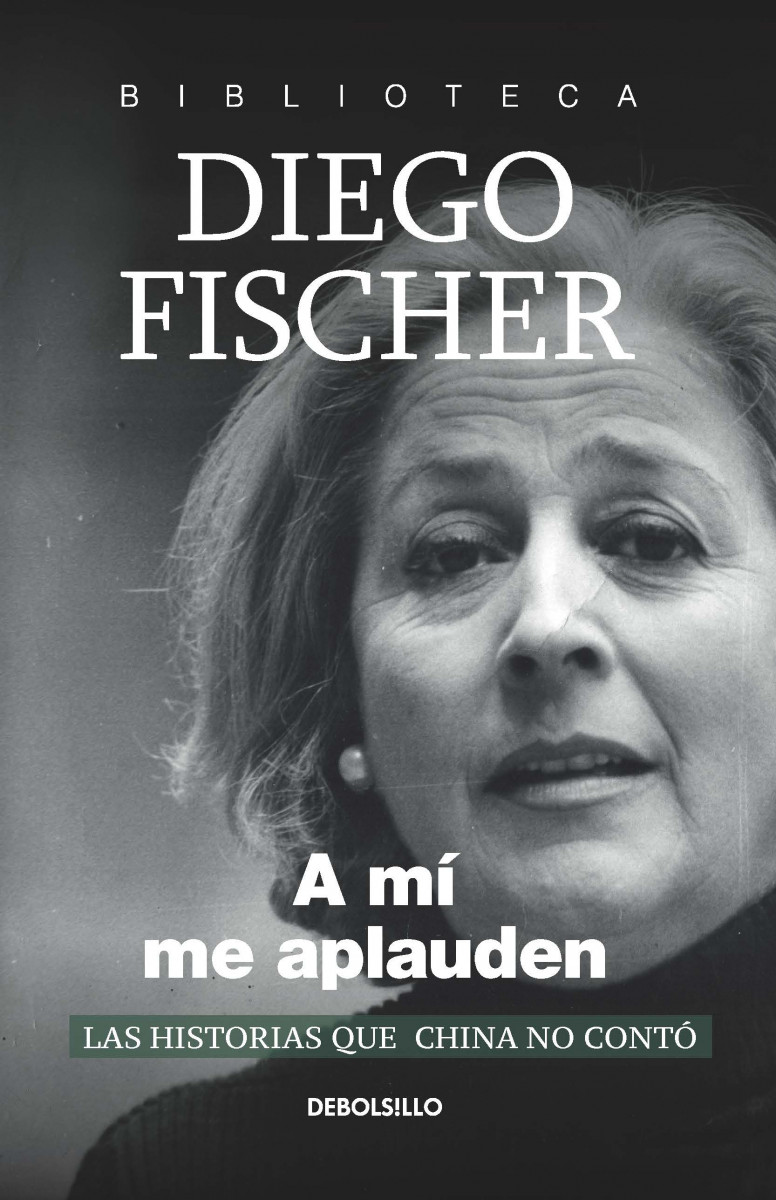 BIBLIOTECA
DIEGO
FISCHER
A mí
me aplauden
LAS HISTORIAS QUE CHINA NO CONTÓ
DEBOLS!LLO